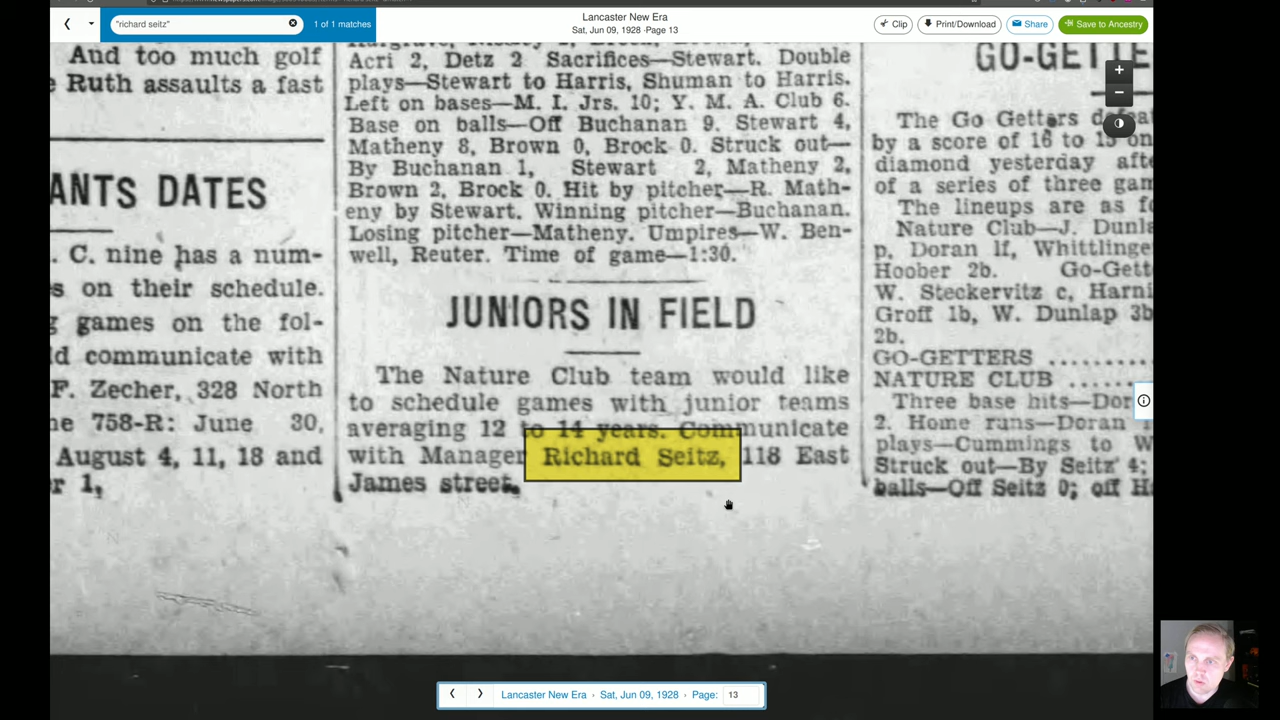 "richard seitz"
1 of 1 matches
Lancaster New Era
Sat, Jun 09, 1928 · Page 13
Clip
Print/Download
Share
Save to Ancestry
And too much golf
Ruth assaults a fast
ANTS DATES
. C. nine has a num-
s on their schedule.
games on the fol-
d communicate with
F. Zecher, 328 North
ne 758-R: June 30,
August 4, 11, 18 and
r 1,
Acri 2, Detz 2 Sacrifices—Stewart. Double
plays—Stewart to Harris, Shuman to Harris.
Left on bases—M. I. Jrs. 10; Y. M. A. Club 6.
Base on balls—Off Buchanan 9. Stewart 4,
Matheny 8, Brown 0, Brock 0. Struck out—
By Buchanan 1, Stewart 2, Matheny 2,
Brown 2, Brock 0. Hit by pitcher—R. Math-
eny by Stewart. Winning pitcher—Buchanan.
Losing pitcher—Matheny. Umpires—W. Ben-
well, Reuter. Time of game—1:30.
JUNIORS IN FIELD
The Nature Club team would like
to schedule games with junior teams
averaging 12 to 14 years. Communicate
with Manager Richard Seitz, 118 East
James street.
GO-GETTE
The Go Getters defeat
by a score of 16 to 15 on
diamond yesterday afte
of a series of three gam
The lineups are as fo
Nature Club—J. Dunla
p, Doran lf, Whittlinge
Hoober 2b. Go-Gett
W. Steckervitz c, Harni
Groff 1b, W. Dunlap 3b
2b.
GO-GETTERS ..........
NATURE CLUB ......
Three base hits—Dor
2. Home runs—Doran
plays—Cummings to W
Struck out—By Seitz 4;
balls—Off Seitz 0; off H
Lancaster New Era › Sat, Jun 09, 1928 › Page: 13